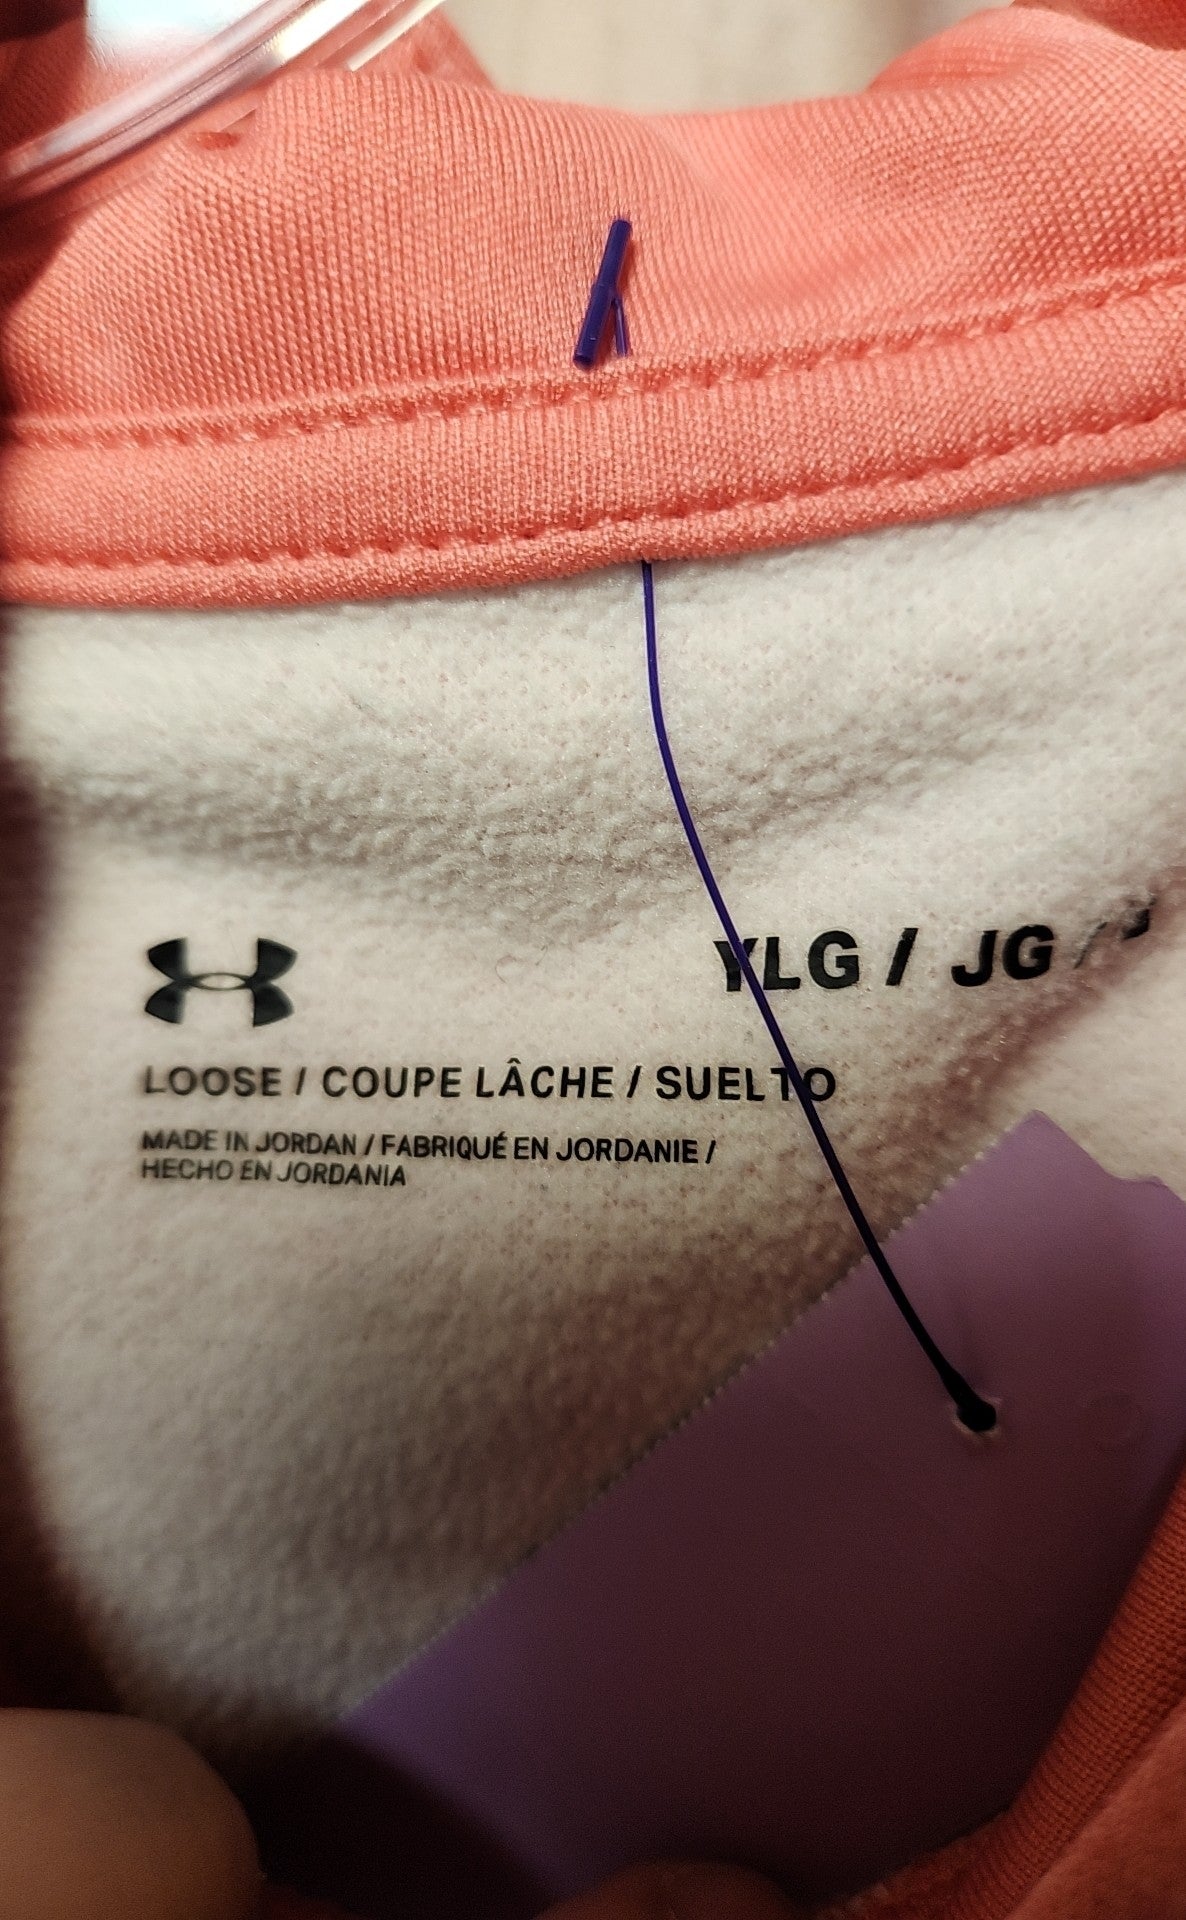 YLG / JG /
LOOSE / COUPE LÂCHE / SUELTO
MADE IN JORDAN / FABRIQUÉ EN JORDANIE /
HECHO EN JORDANIA